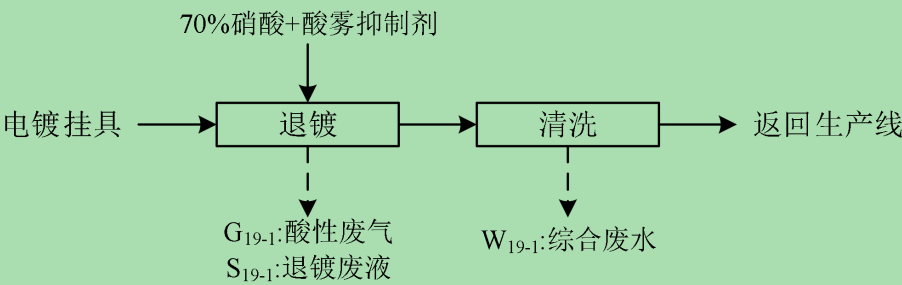 70%硝酸+酸雾抑制剂
电镀挂具
退镀
清洗
返回生产线
G19-1:酸性废气
S19-1:退镀废液
W19-1:综合废水